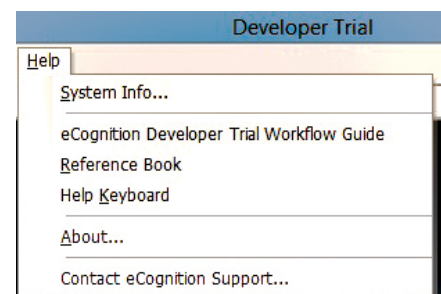 Developer Trial
Help
System Info...
eCognition Developer Trial Workflow Guide
Reference Book
Help Keyboard
About...
Contact eCognition Support...